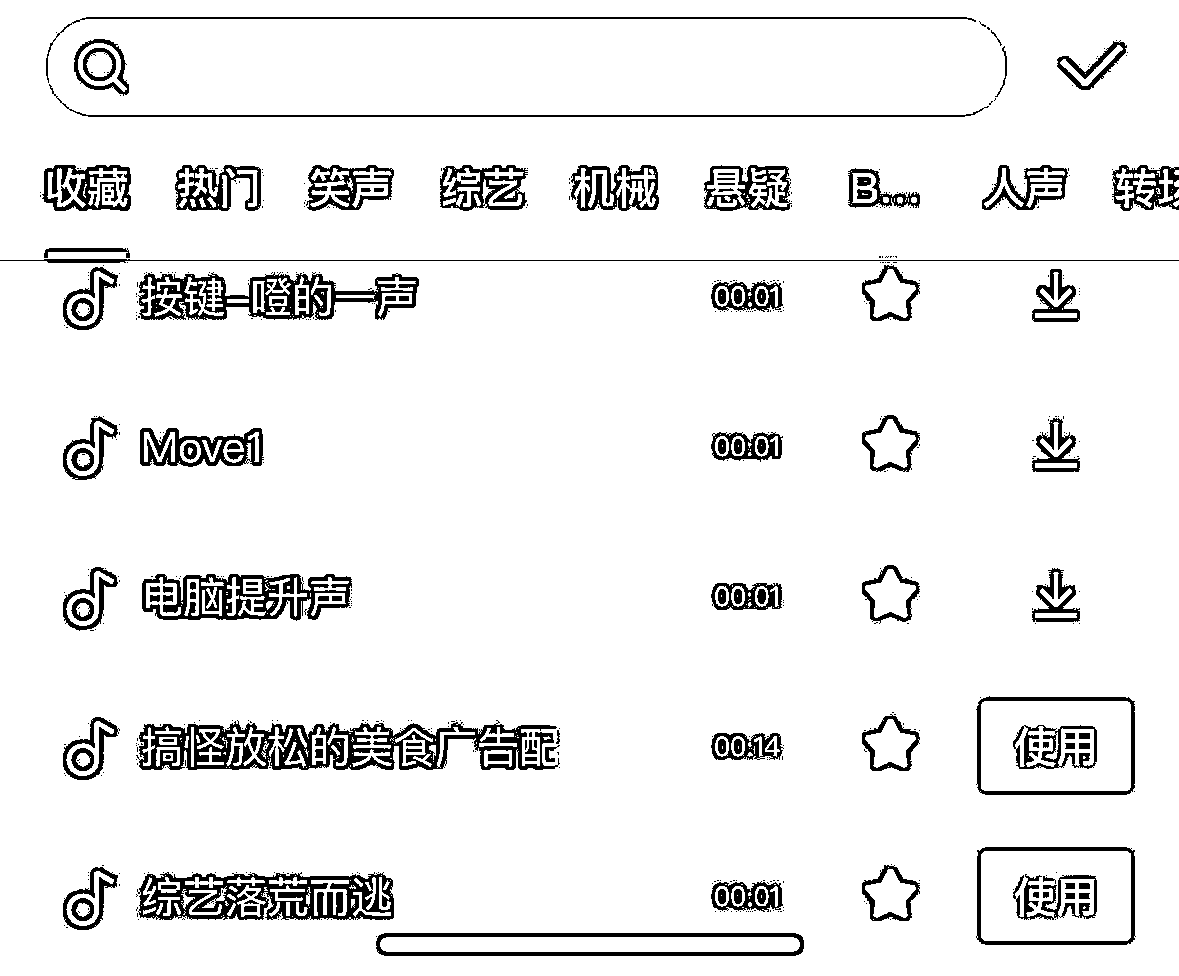 收藏 热门 笑声 综艺 机械 悬疑 B... 人声 转场
按键-噔的一声 00:01
Move1 00:01
电脑提升声 00:01
搞怪放松的美食广告配 00:14 使用
综艺落荒而逃 00:01 使用